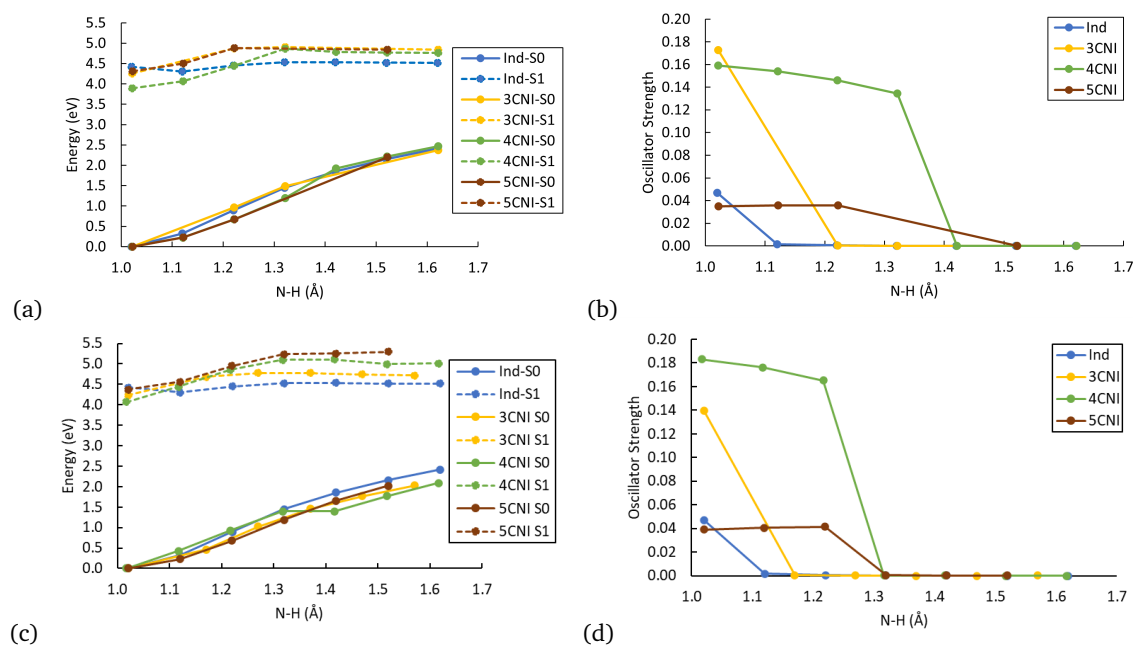 5.5
5.0
4.5
4.0
3.5
3.0
2.5
2.0
1.5
1.0
0.5
0.0
Energy (eV)
1.0 1.1 1.2 1.3 1.4 1.5 1.6 1.7
N-H (Å)
Ind-S0
Ind-S1
3CNI-S0
3CNI-S1
4CNI-S0
4CNI-S1
5CNI-S0
5CNI-S1
(a)
0.20
0.16
0.12
0.08
0.04
0.00
Oscillator Strength
1.0 1.1 1.2 1.3 1.4 1.5 1.6 1.7
N-H (Å)
Ind
3CNI
4CNI
5CNI
(b)
5.5
5.0
4.5
4.0
3.5
3.0
2.5
2.0
1.5
1.0
0.5
0.0
Energy (eV)
1.0 1.1 1.2 1.3 1.4 1.5 1.6 1.7
N-H (Å)
Ind-S0
Ind-S1
3CNI S0
3CNI S1
4CNI S0
4CNI S1
5CNI S0
5CNI S1
(c)
0.20
0.18
0.16
0.14
0.12
0.10
0.08
0.06
0.04
0.02
0.00
Oscillator Strength
1.0 1.1 1.2 1.3 1.4 1.5 1.6 1.7
N-H (Å)
Ind
3CNI
4CNI
5CNI
(d)